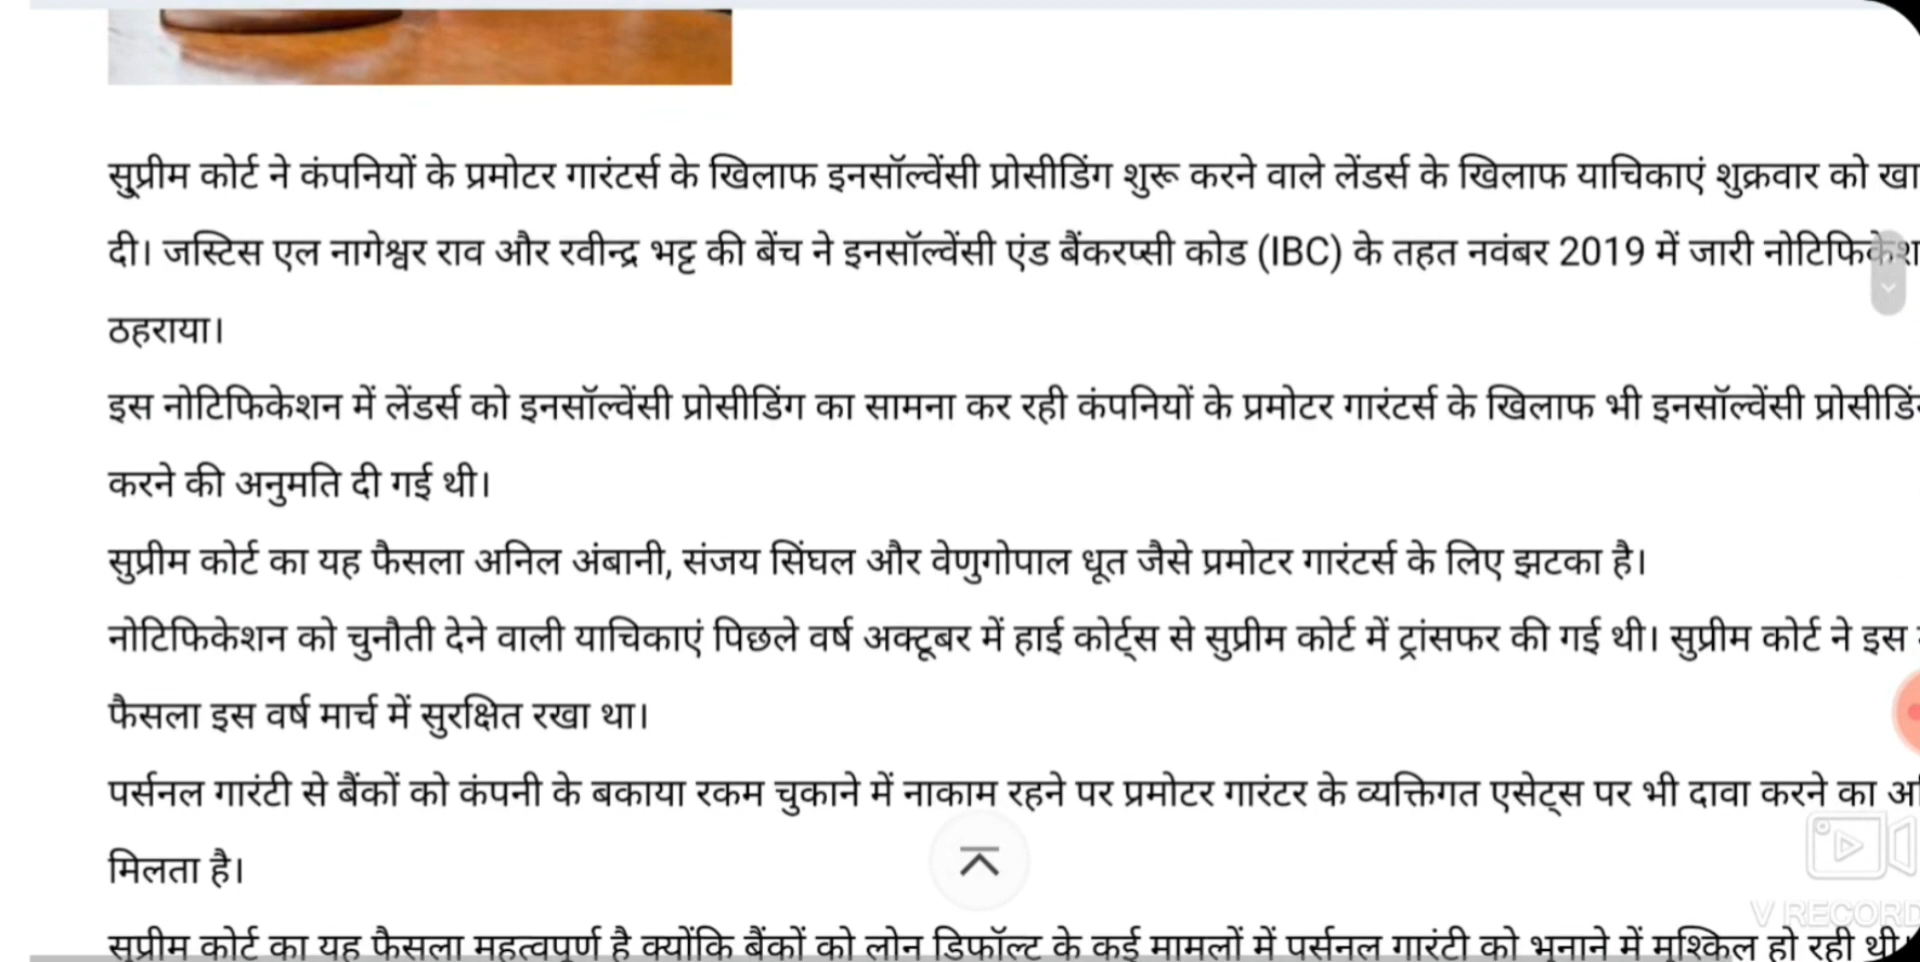 सुप्रीम कोर्ट ने कंपनियों के प्रमोटर गारंटर्स के खिलाफ इनसॉल्वेंसी प्रोसीडिंग शुरू करने वाले लेंडर्स के खिलाफ याचिकाएं शुक्रवार को
दी। जस्टिस एल नागेश्वर राव और रवीन्द्र भट्ट की बेंच ने इनसॉल्वेंसी एंड बैंकरप्सी कोड (IBC) के तहत नवंबर 2019 में जारी
ठहराया।
इस नोटिफिकेशन में लेंडर्स को इनसॉल्वेंसी प्रोसीडिंग का सामना कर रही कंपनियों के प्रमोटर गारंटर्स के खिलाफ भी इनसॉल्वेंसी
करने की अनुमति दी गई थी।
सुप्रीम कोर्ट का यह फैसला अनिल अंबानी, संजय सिंघल और वेणुगोपाल धूत जैसे प्रमोटर गारंटर्स के लिए झटका है।
नोटिफिकेशन को चुनौती देने वाली याचिकाएं पिछले वर्ष अक्टूबर में हाई कोर्ट्स से सुप्रीम कोर्ट में ट्रांसफर की गई थी। सुप्रीम कोर्ट ने इस
फैसला इस वर्ष मार्च में सुरक्षित रखा था।
पर्सनल गारंटी से बैंकों को कंपनी के बकाया रकम चुकाने में नाकाम रहने पर प्रमोटर गारंटर के व्यक्तिगत एसेट्स पर भी दावा करने का
मिलता है।
V RECORD
सुप्रीम कोर्ट का यह फैसला महत्वपूर्ण है क्योंकि बैंकों को लोन डिफॉल्ट के कई मामलों में पर्सनल गारंटी को भुनाने में मुश्किल हो रही थी